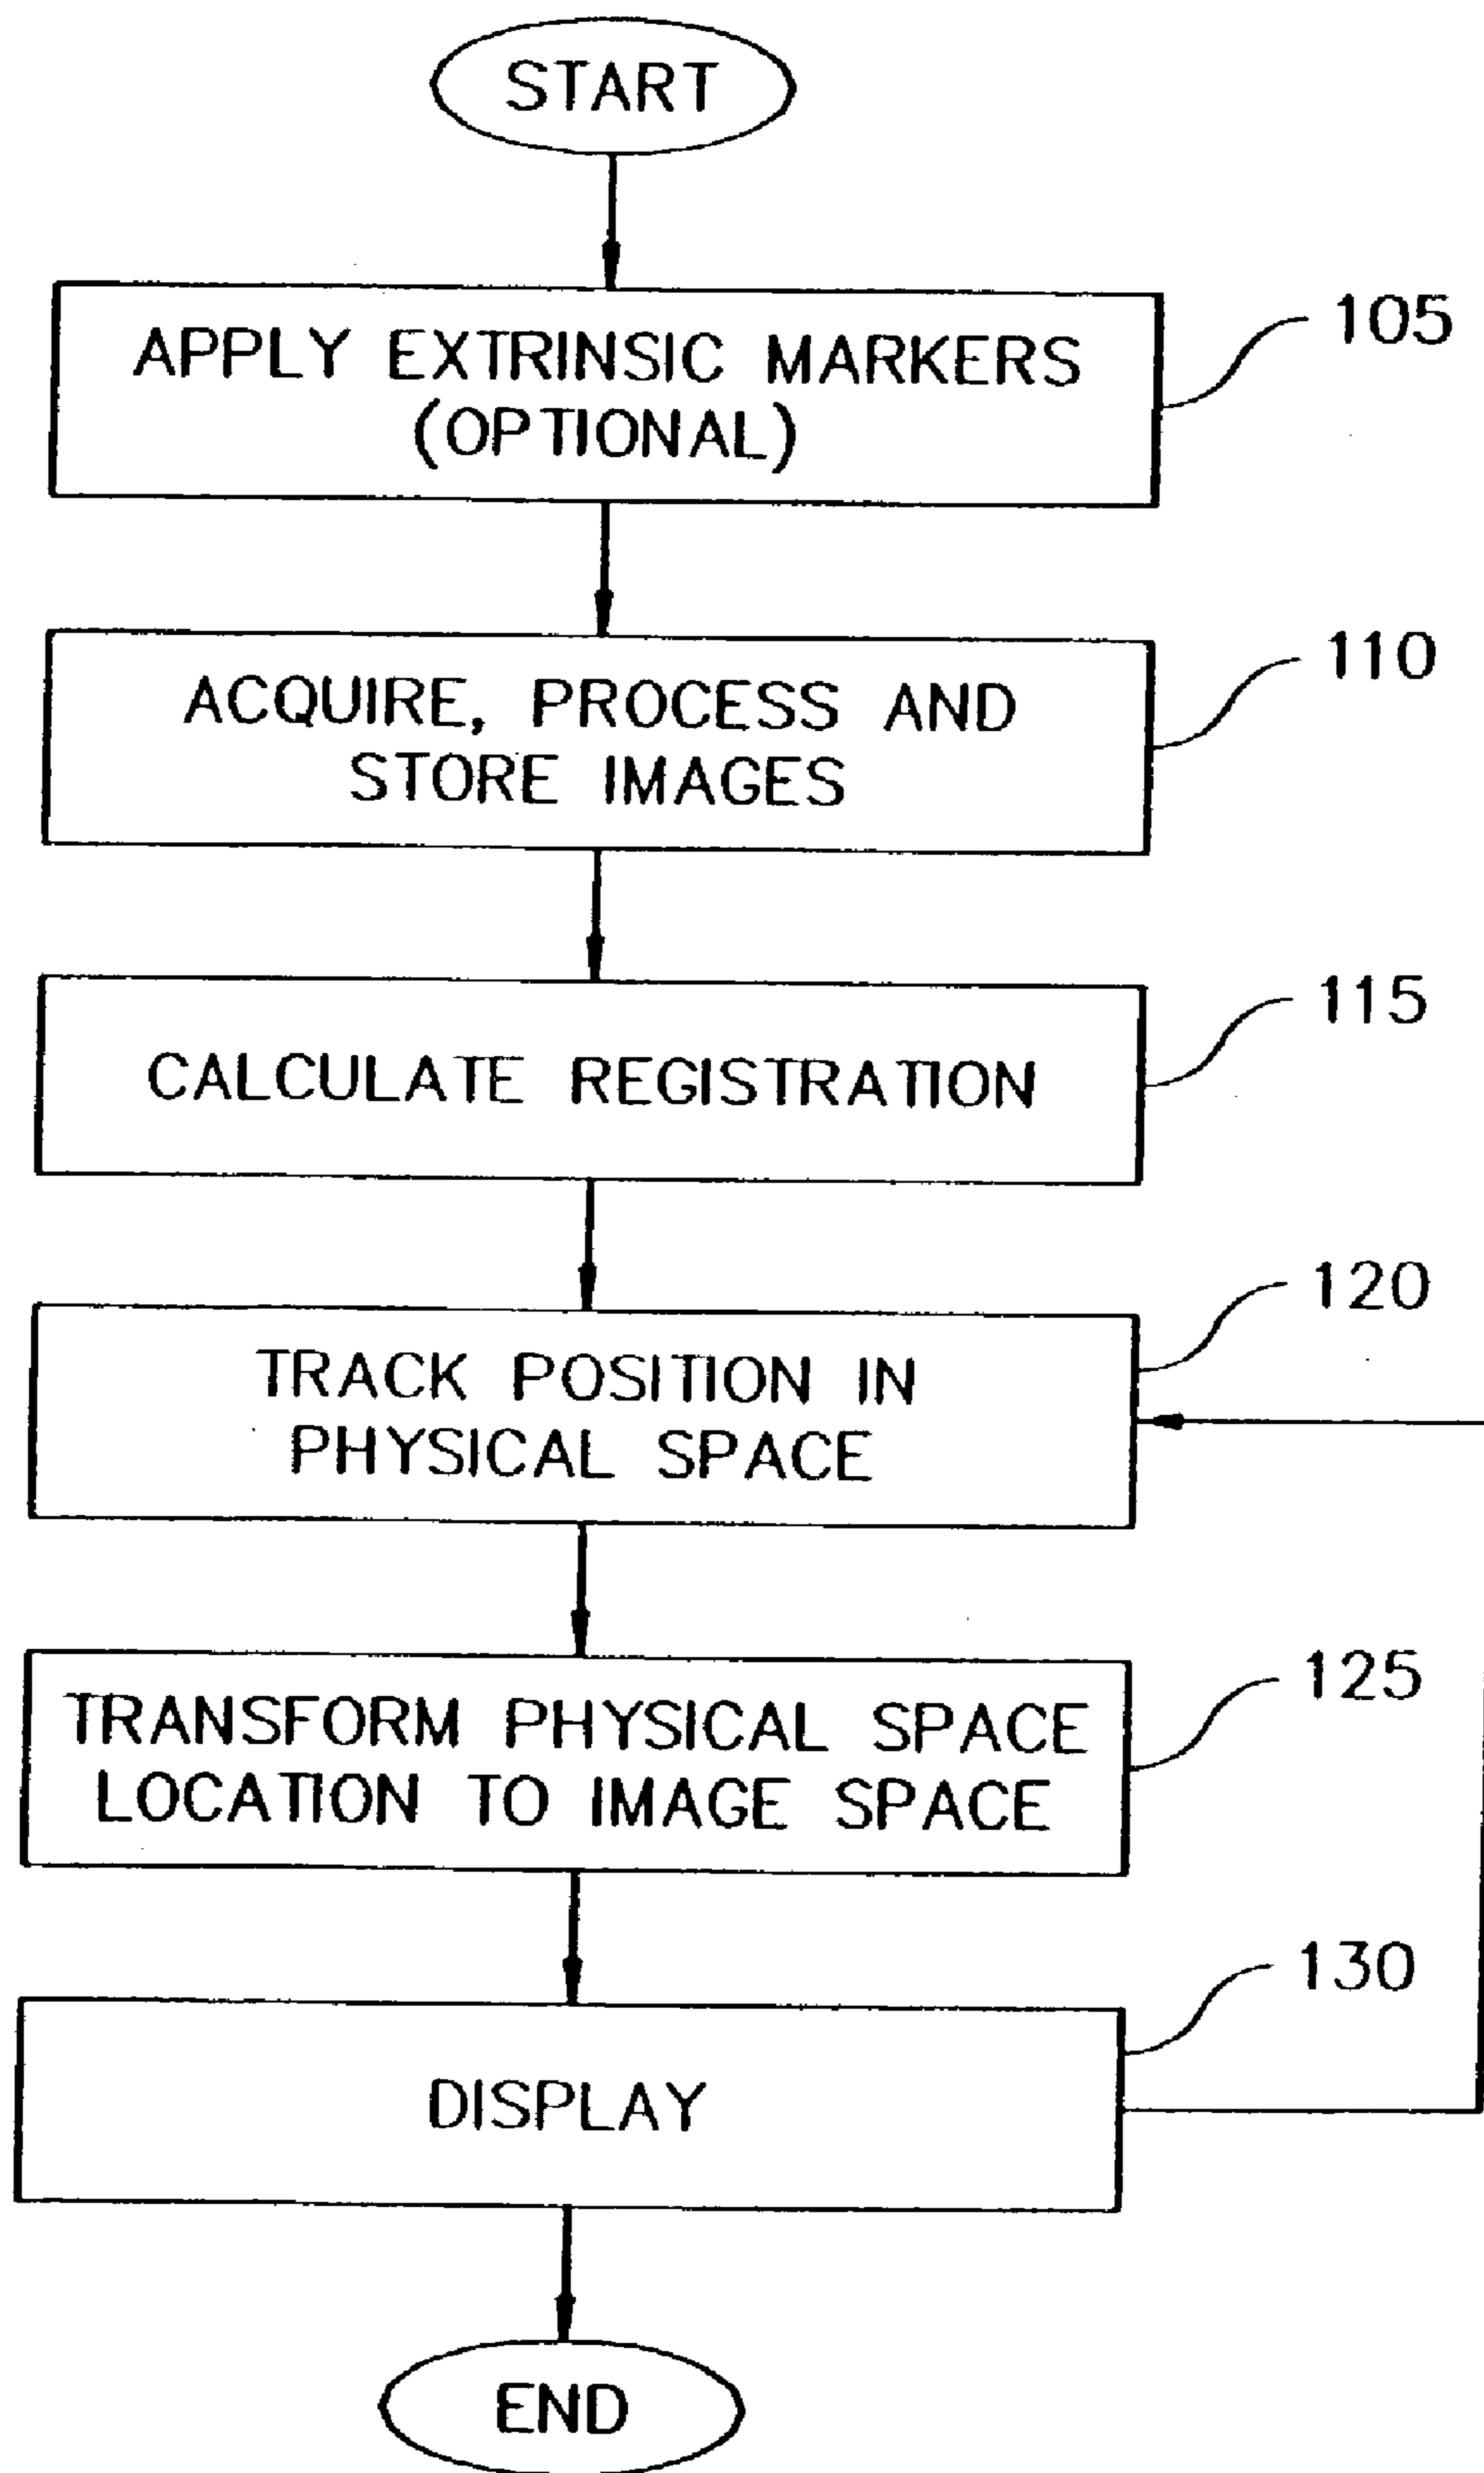 START
APPLY EXTRINSIC MARKERS
(OPTIONAL)
105
ACQUIRE, PROCESS AND
STORE IMAGES
110
CALCULATE REGISTRATION
115
TRACK POSITION IN
PHYSICAL SPACE
120
TRANSFORM PHYSICAL SPACE
LOCATION TO IMAGE SPACE
125
DISPLAY
130
END